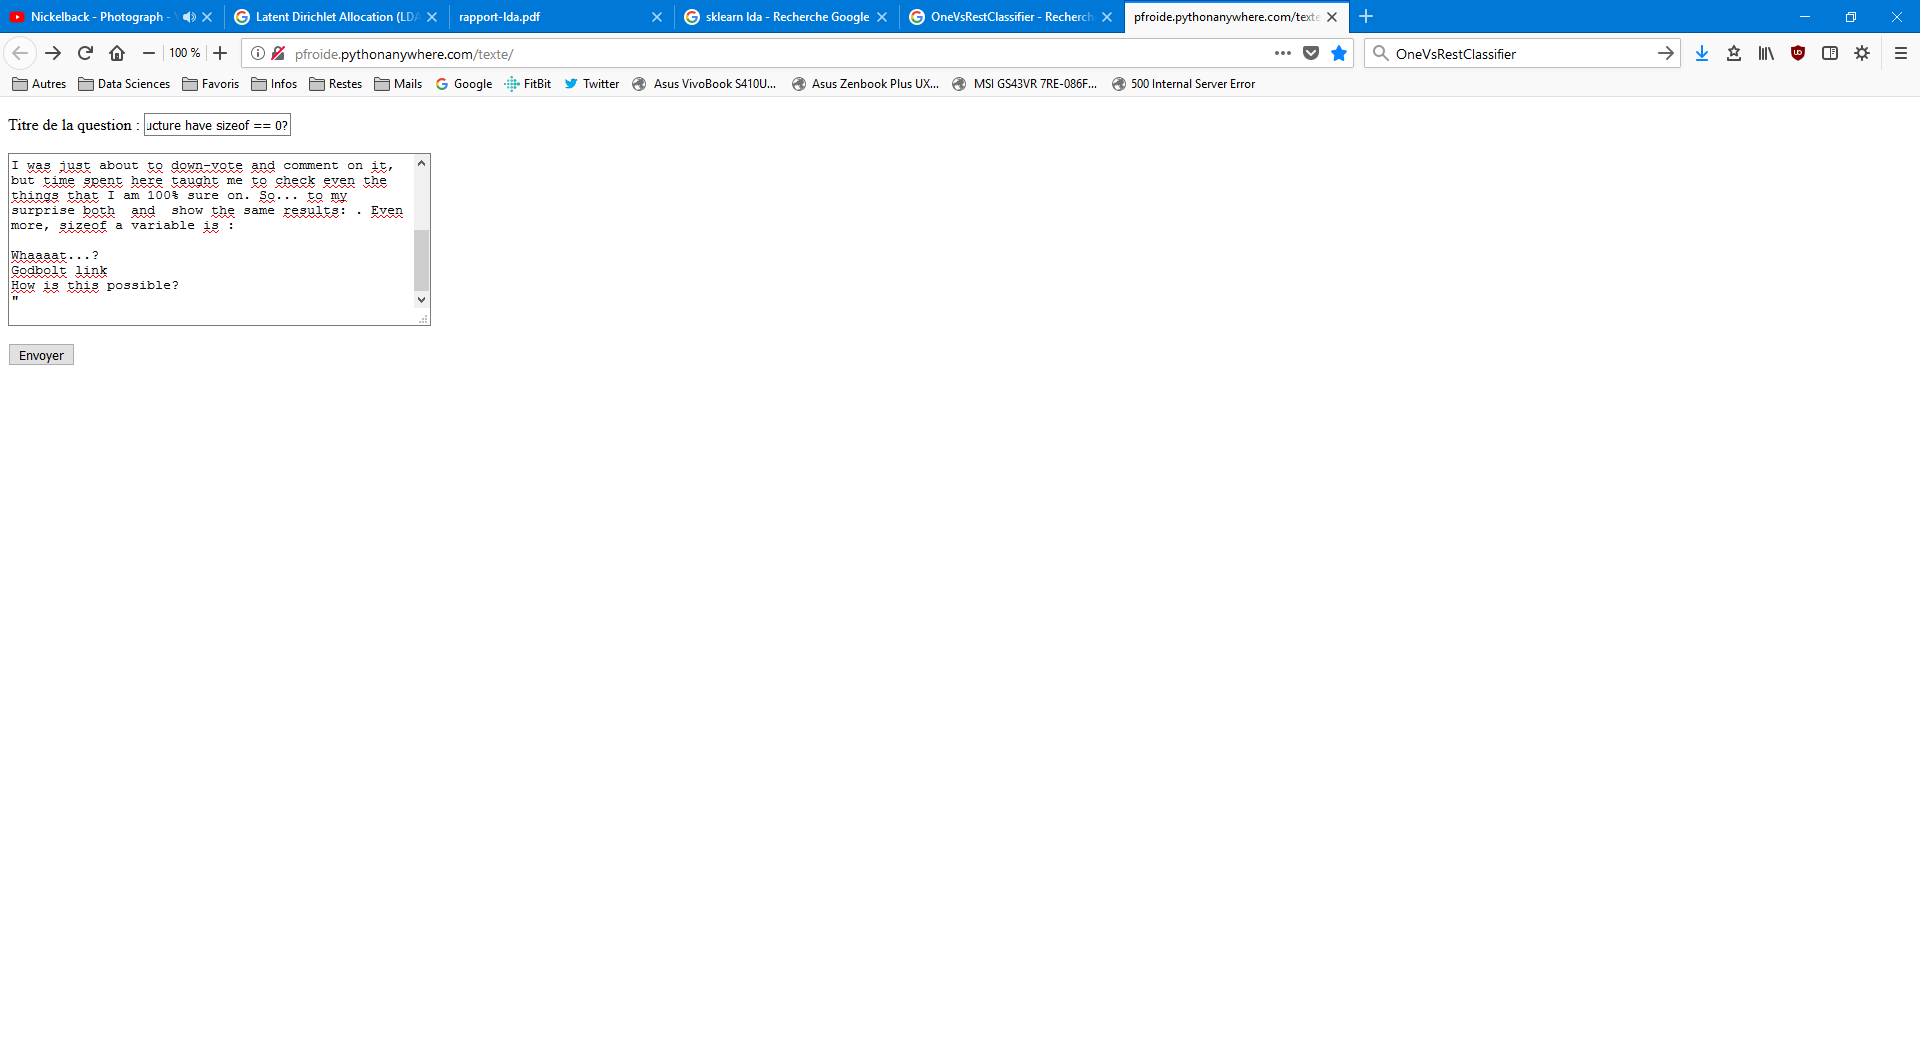 Nickelback - Photograph -
Latent Dirichlet Allocation (LDA
rapport-lda.pdf
sklearn lda - Recherche Google
OneVsRestClassifier - Recherch
pfroide.pythonanywhere.com/texte
100 %
pfroide.pythonanywhere.com/texte/
OneVsRestClassifier
Autres
Data Sciences
Favoris
Infos
Restes
Mails
Google
FitBit
Twitter
Asus VivoBook S410U...
Asus Zenbook Plus UX...
MSI GS43VR 7RE-086F...
500 Internal Server Error
Titre de la question : ucture have sizeof == 0?
I was just about to down-vote and comment on it,
but time spent here taught me to check even the
things that I am 100% sure on. So... to my
surprise both  and  show the same results: . Even
more, sizeof a variable is :
Whaaaat...?
Godbolt link
How is this possible?
"
Envoyer